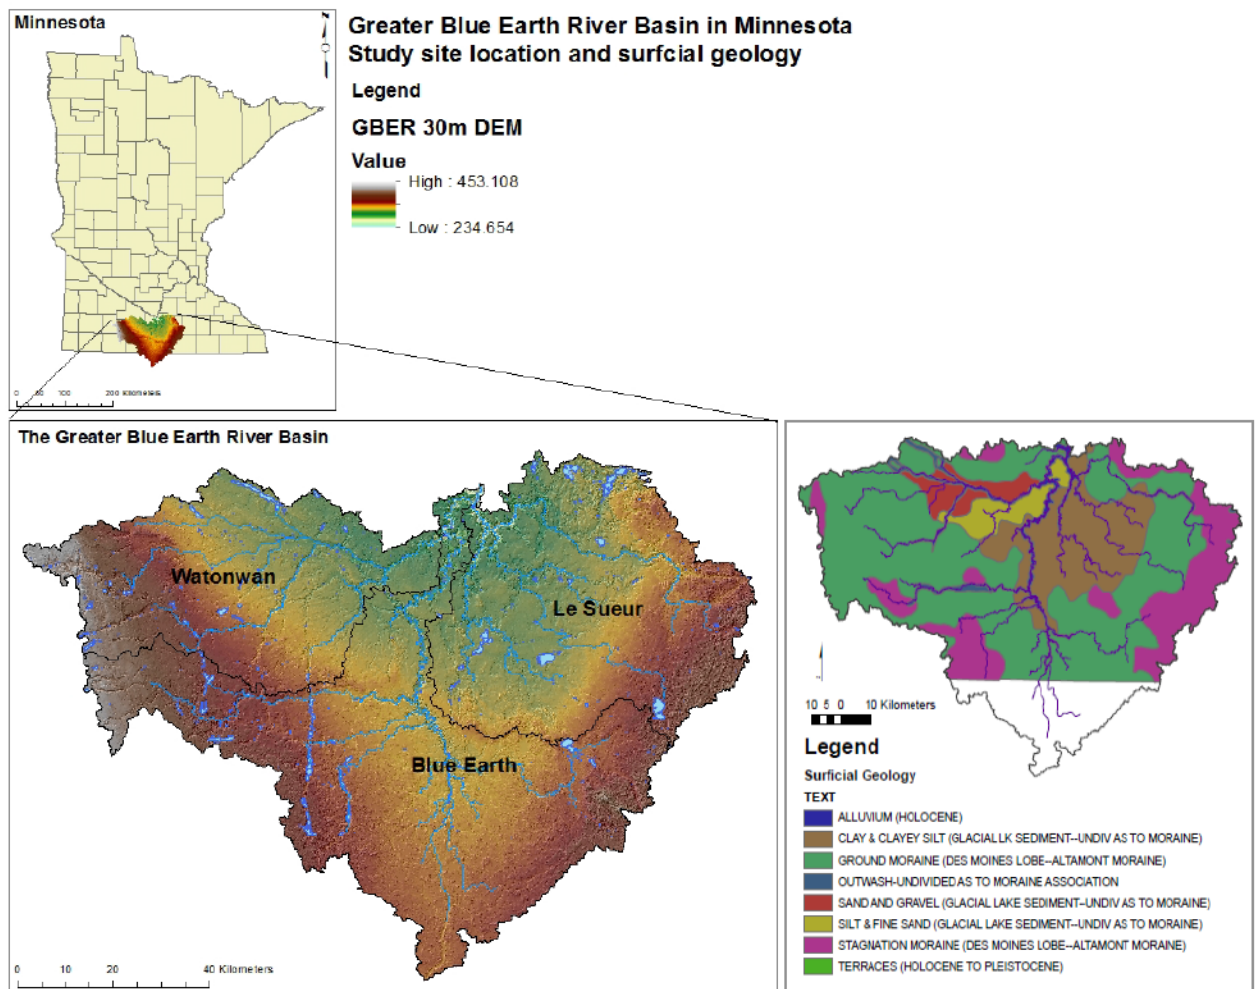 Minnesota
Greater Blue Earth River Basin in Minnesota
Study site location and surfcial geology
Legend
GBER 30m DEM
Value
High : 453.108
Low : 234.654
100 200 Kilometers
The Greater Blue Earth River Basin
Watonwan
Le Sueur
Blue Earth
0 10 20 40 Kilometers
10 5 0 10 Kilometers
Legend
Surficial Geology
TEXT
ALLUVIUM (HOLOCENE)
CLAY & CLAYEY SILT (GLACIAL LK SEDIMENT--UNDIV AS TO MORAINE)
GROUND MORAINE (DES MOINES LOBE--ALTAMONT MORAINE)
OUTWASH-UNDIVIDED AS TO MORAINE ASSOCIATION
SAND AND GRAVEL (GLACIAL LAKE SEDIMENT--UNDIV AS TO MORAINE)
SILT & FINE SAND (GLACIAL LAKE SEDIMENT--UNDIV AS TO MORAINE)
STAGNATION MORAINE (DES MOINES LOBE--ALTAMONT MORAINE)
TERRACES (HOLOCENE TO PLEISTOCENE)